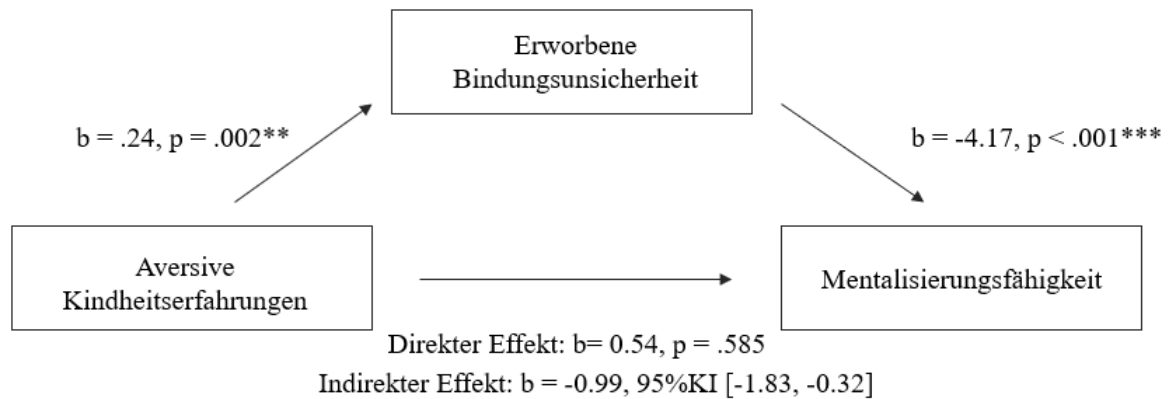 Erworbene
Bindungsunsicherheit
b = .24, p = .002**
b = -4.17, p < .001***
Aversive
Kindheitserfahrungen
Mentalisierungsfähigkeit
Direkter Effekt: b= 0.54, p = .585
Indirekter Effekt: b = -0.99, 95%KI [-1.83, -0.32]